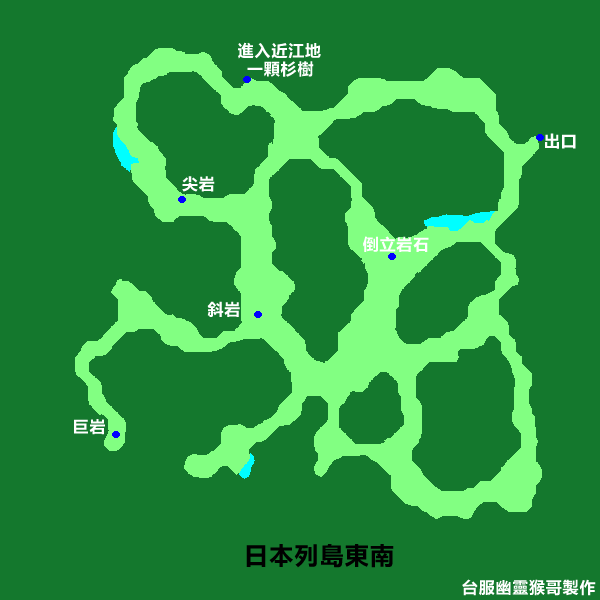 進入近江地
一顆杉樹
出口
尖岩
倒立岩石
斜岩
巨岩
日本列島東南
台服幽靈猴哥製作